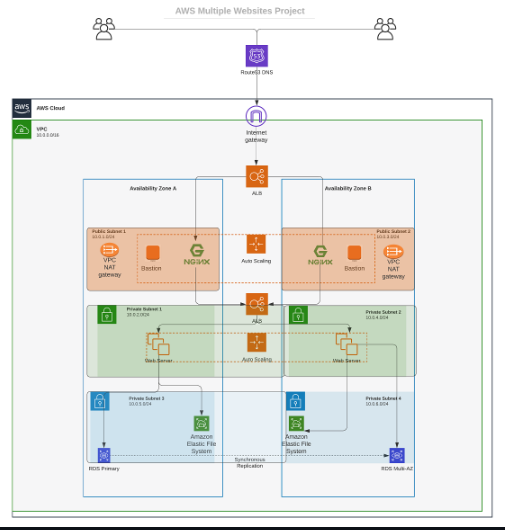 AWS Multiple Websites Project
Route53 DNS
aws
AWS Cloud
VPC
10.0.0.0/16
Internet
gateway
ALB
Availability Zone A
Availability Zone B
Public Subnet 1
10.0.1.0/24
VPC
NAT
gateway
Bastion
NGINX
Auto Scaling
NGINX
Bastion
Public Subnet 2
10.0.3.0/24
VPC
NAT
gateway
Private Subnet 1
10.0.2.0/24
ALB
Private Subnet 2
10.0.4.0/24
Web Server
Auto Scaling
Web Server
Private Subnet 3
10.0.5.0/24
Private Subnet 4
10.0.6.0/24
Amazon
Elastic File
System
Amazon
Elastic File
System
RDS Primary
Synchronous
Replication
RDS Multi-AZ